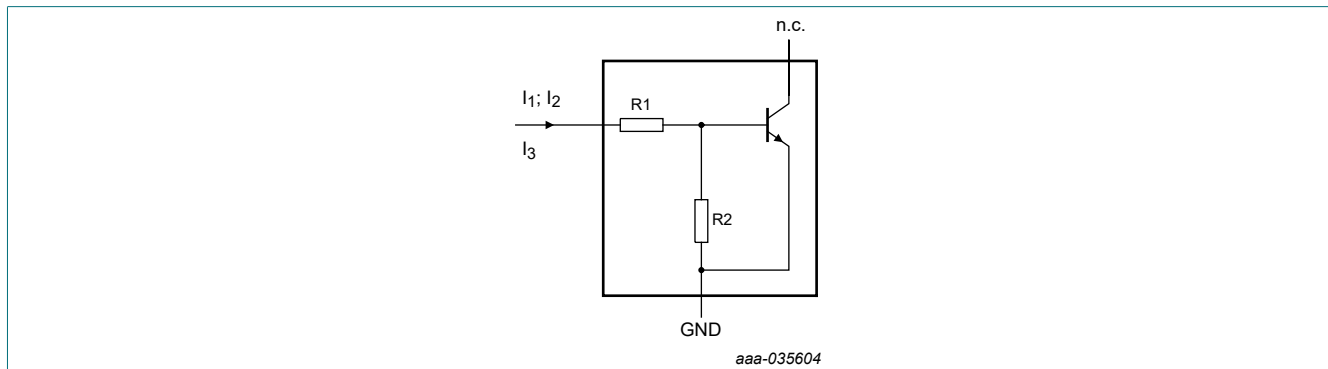 n.c.
I1; I2
R1
I3
R2
GND
aaa-035604